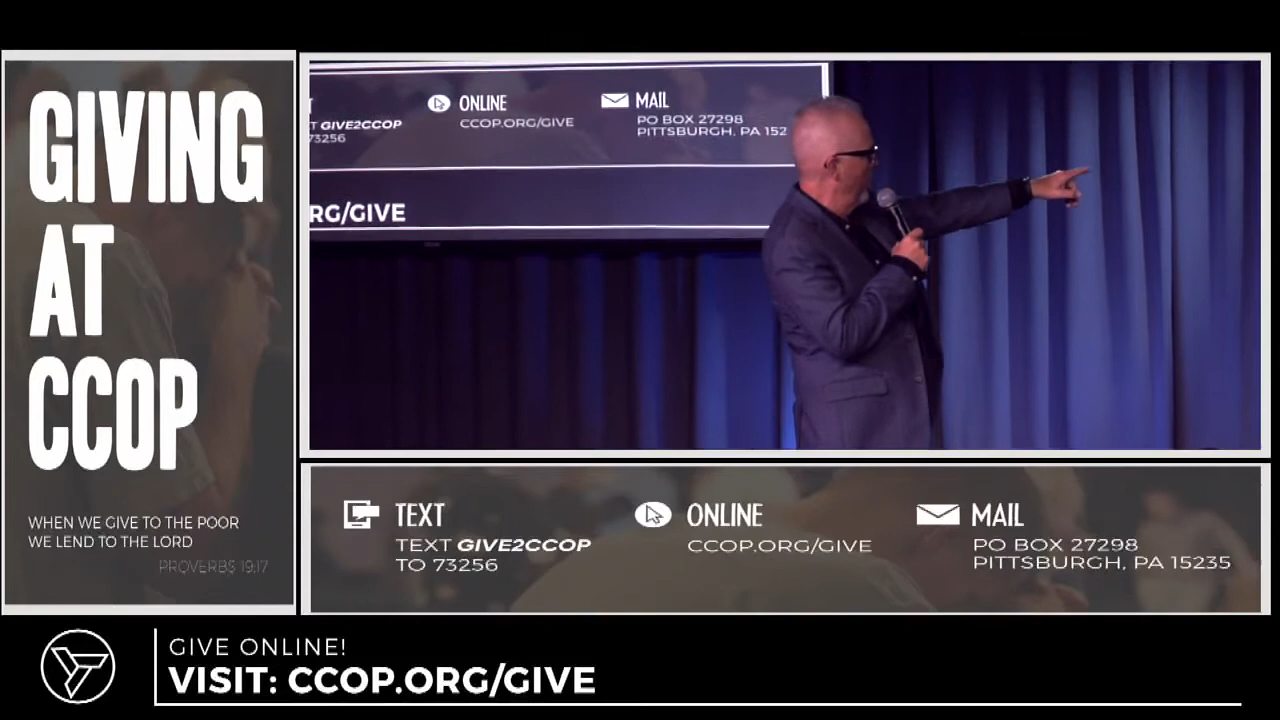 GIVING
AT
CCOP
WHEN WE GIVE TO THE POOR
WE LEND TO THE LORD
PROVERBS 19:17
ONLINE
CCOP.ORG/GIVE
MAIL
PO BOX 27298
PITTSBURGH, PA 152
GIVE2CCOP
73256
RG/GIVE
TEXT
TEXT GIVE2CCOP
TO 73256
ONLINE
CCOP.ORG/GIVE
MAIL
PO BOX 27298
PITTSBURGH, PA 15235
GIVE ONLINE!
VISIT: CCOP.ORG/GIVE